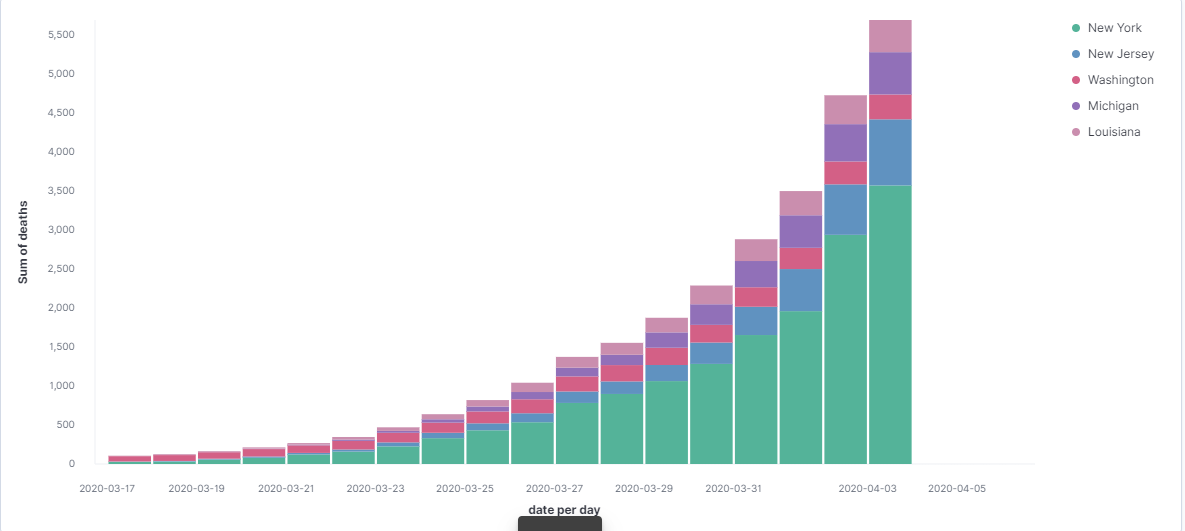 5,500
5,000
4,500
4,000
3,500
3,000
2,500
2,000
1,500
1,000
500
0
Sum of deaths
2020-03-17 2020-03-19 2020-03-21 2020-03-23 2020-03-25 2020-03-27 2020-03-29 2020-03-31 2020-04-03 2020-04-05
date per day
New York
New Jersey
Washington
Michigan
Louisiana